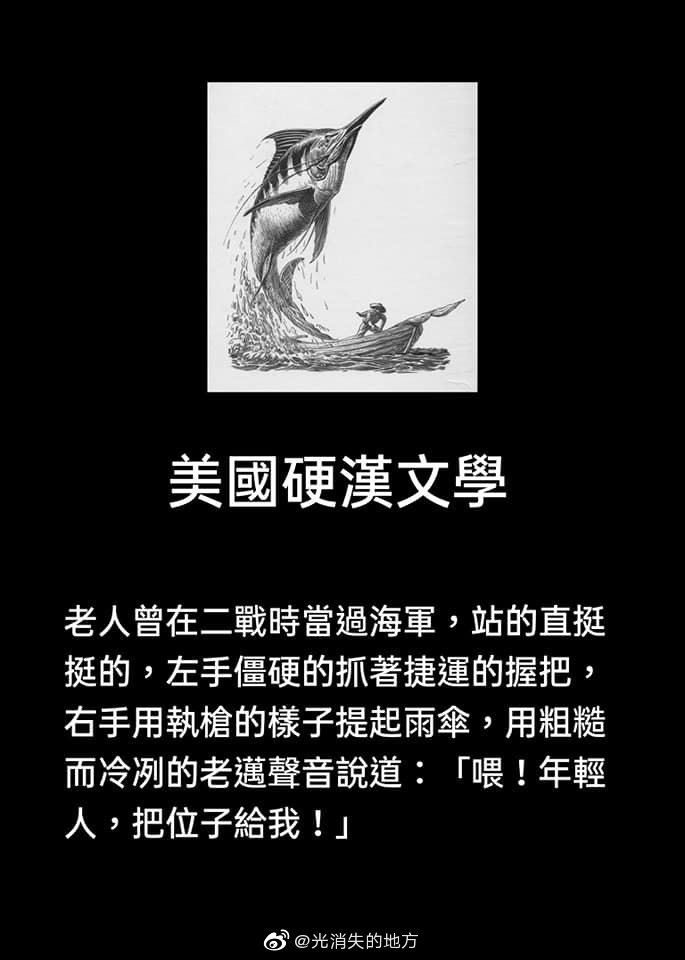 美國硬漢文學
老人曾在二戰時當過海軍，站的直挺
挺的，左手僵硬的抓著捷運的握把，
右手用執槍的樣子提起雨傘，用粗糙
而冷冽的老邁聲音說道：「喂！年輕
人，把位子給我！」
@光消失的地方